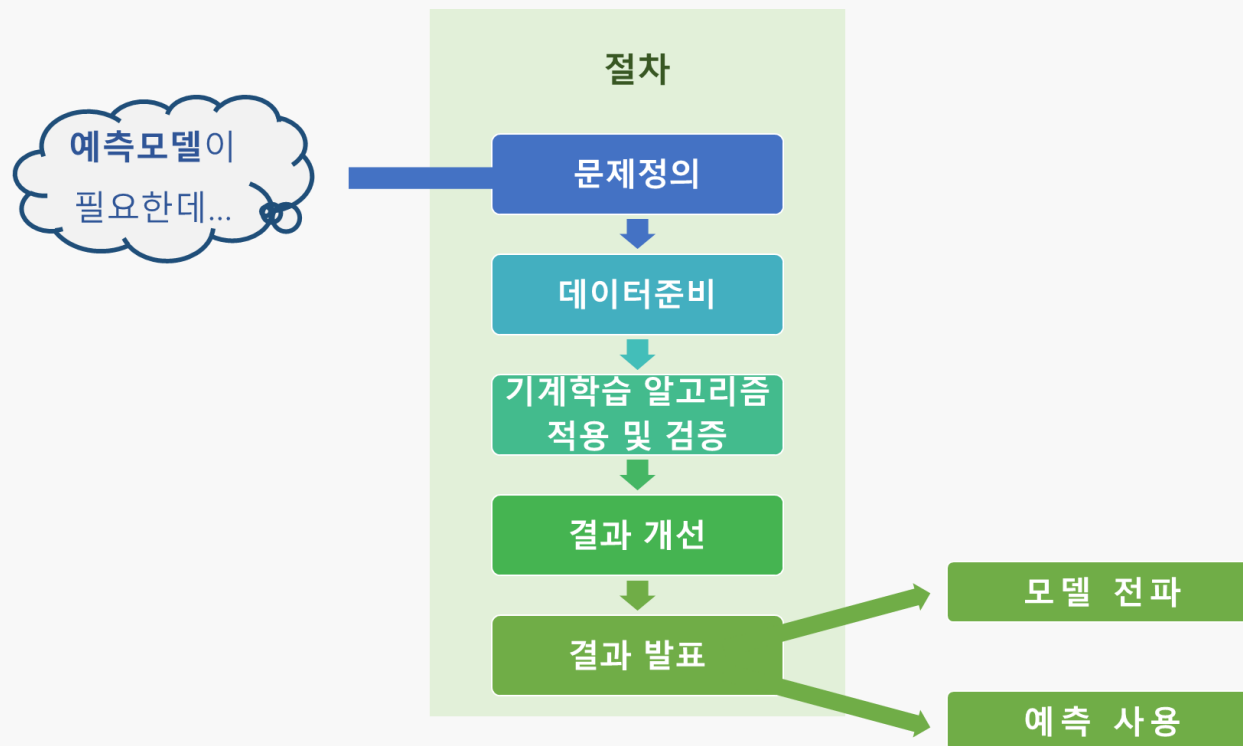 절차
예측모델이
필요한데...
문제정의
데이터준비
기계학습 알고리즘
적용 및 검증
결과 개선
결과 발표
모델 전파
예측 사용